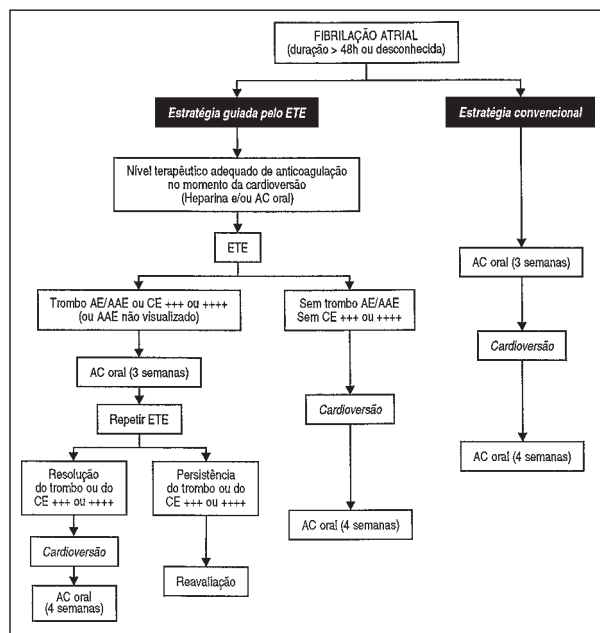 FIBRILAÇÃO ATRIAL
(duração > 48h ou desconhecida)
Estratégia guiada pelo ETE
Estratégia convencional
Nível terapêutico adequado de anticoagulação
no momento da cardioversão
(Heparina e/ou AC oral)
ETE
AC oral (3 semanas)
Trombo AE/AAE ou CE +++ ou ++++
(ou AAE não visualizado)
Sem trombo AE/AAE
Sem CE +++ ou ++++
AC oral (3 semanas)
Cardioversão
Repetir ETE
Cardioversão
AC oral (4 semanas)
Resolução
do trombo ou do
CE +++ ou ++++
Persistência
do trombo ou do
CE +++ ou ++++
AC oral (4 semanas)
Cardioversão
Reavaliação
AC oral
(4 semanas)